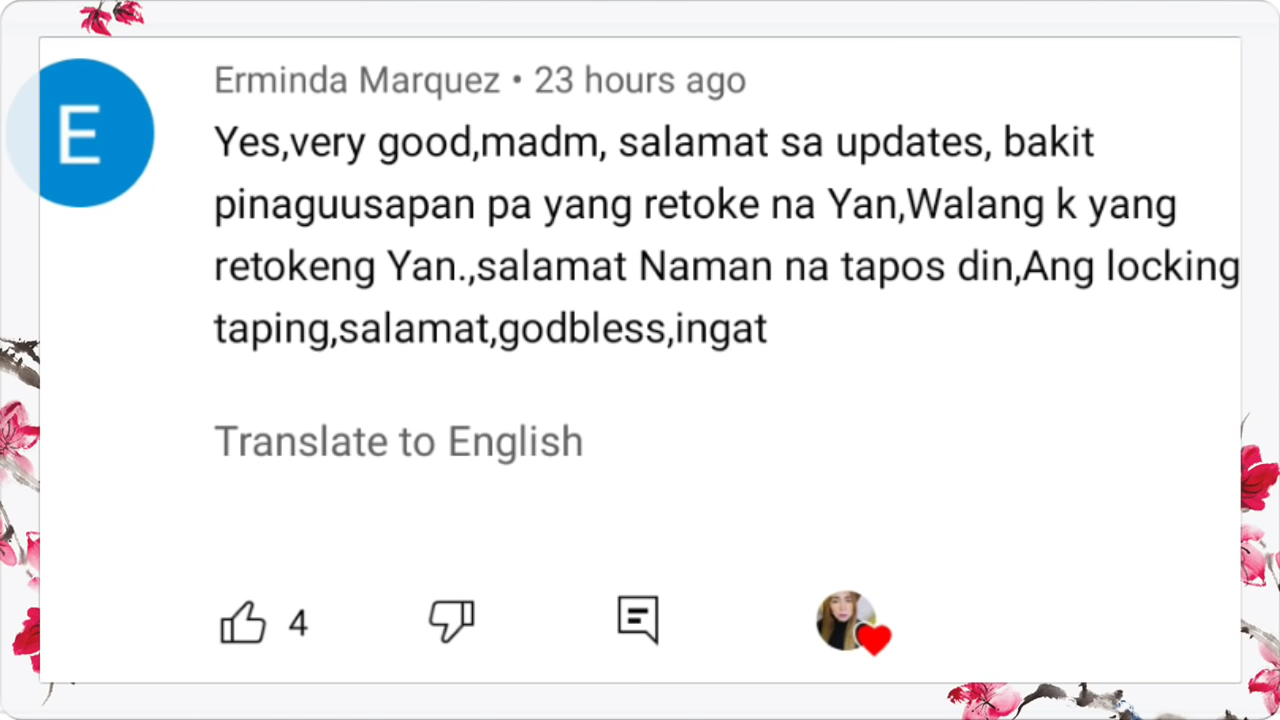 E
Erminda Marquez • 23 hours ago
Yes,very good,madm, salamat sa updates, bakit
pinaguusapan pa yang retoke na Yan,Walang k yang
retokeng Yan.,salamat Naman na tapos din,Ang locking
taping,salamat,godbless,ingat
Translate to English
4